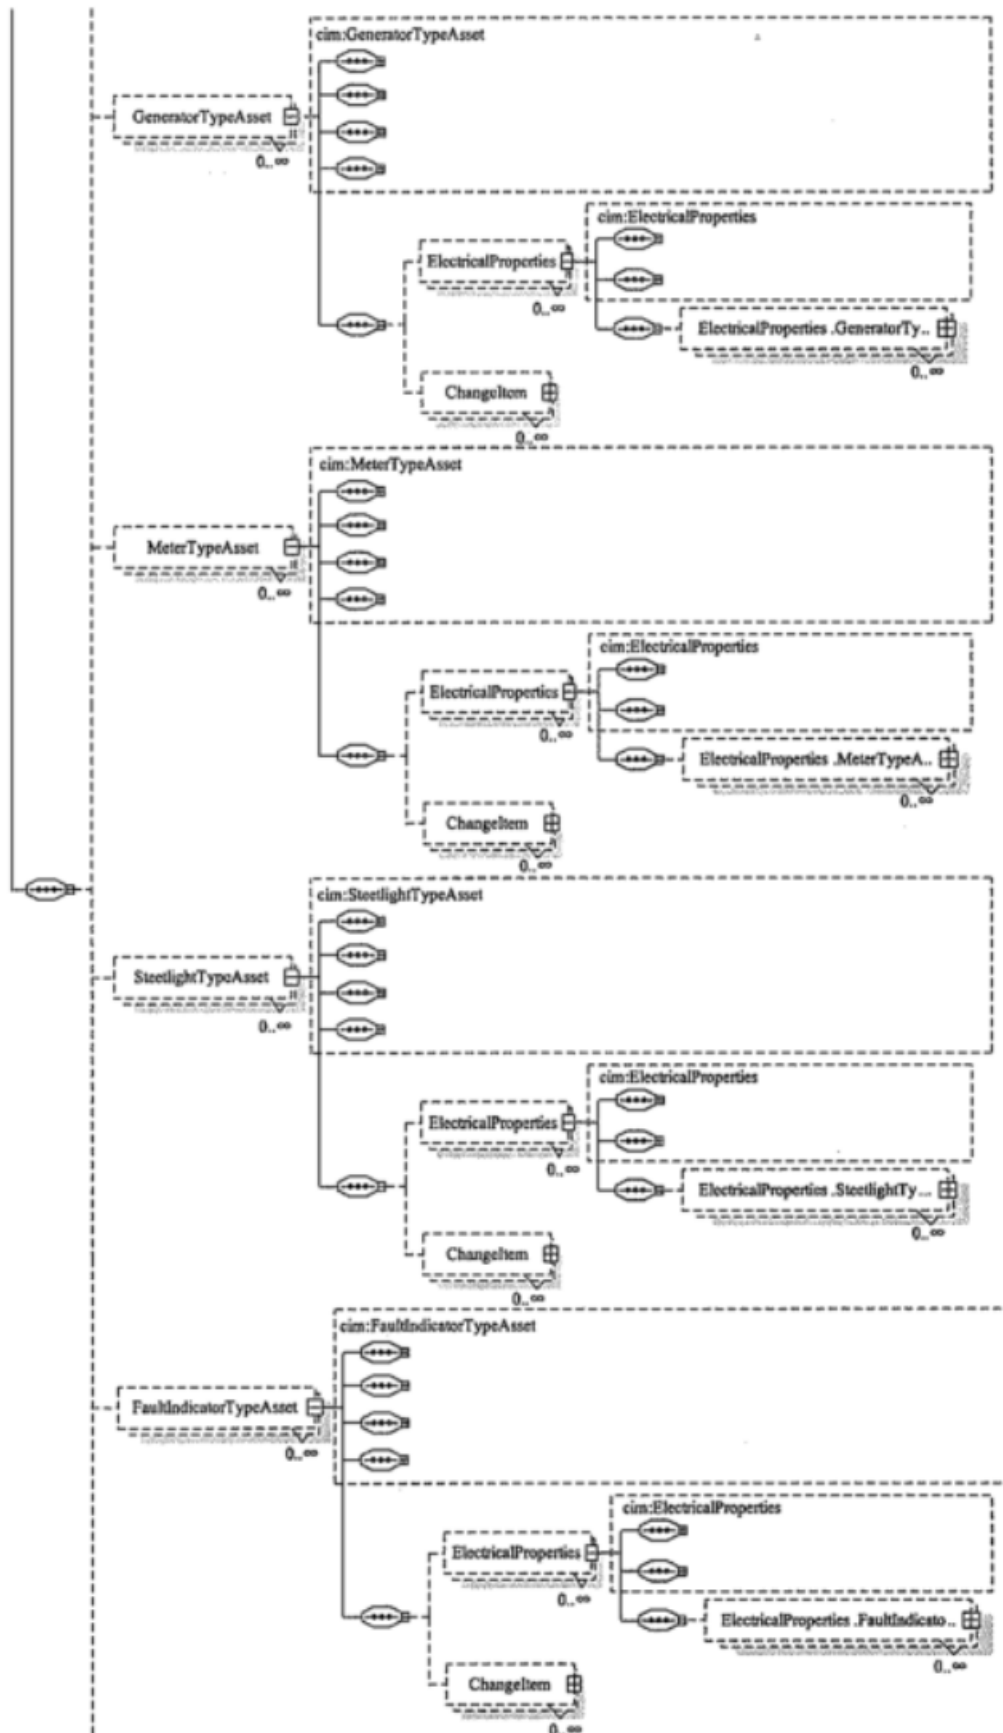 cim:GeneratorTypeAsset
GeneratorTypeAsset
0..∞
cim:ElectricalProperties
ElectricalProperties
0..∞
ElectricalProperties .GeneratorTy..
0..∞
ChangeItem
0..∞
cim:MeterTypeAsset
MeterTypeAsset
0..∞
cim:ElectricalProperties
ElectricalProperties
0..∞
ElectricalProperties .MeterTypeA..
0..∞
ChangeItem
0..∞
cim:SteetlightTypeAsset
SteetlightTypeAsset
0..∞
cim:ElectricalProperties
ElectricalProperties
0..∞
ElectricalProperties .SteetlightTy...
0..∞
ChangeItem
0..∞
cim:FaultIndicatorTypeAsset
FaultIndicatorTypeAsset
0..∞
cim:ElectricalProperties
ElectricalProperties
0..∞
ElectricalProperties .FaultIndicato..
0..∞
ChangeItem
0..∞